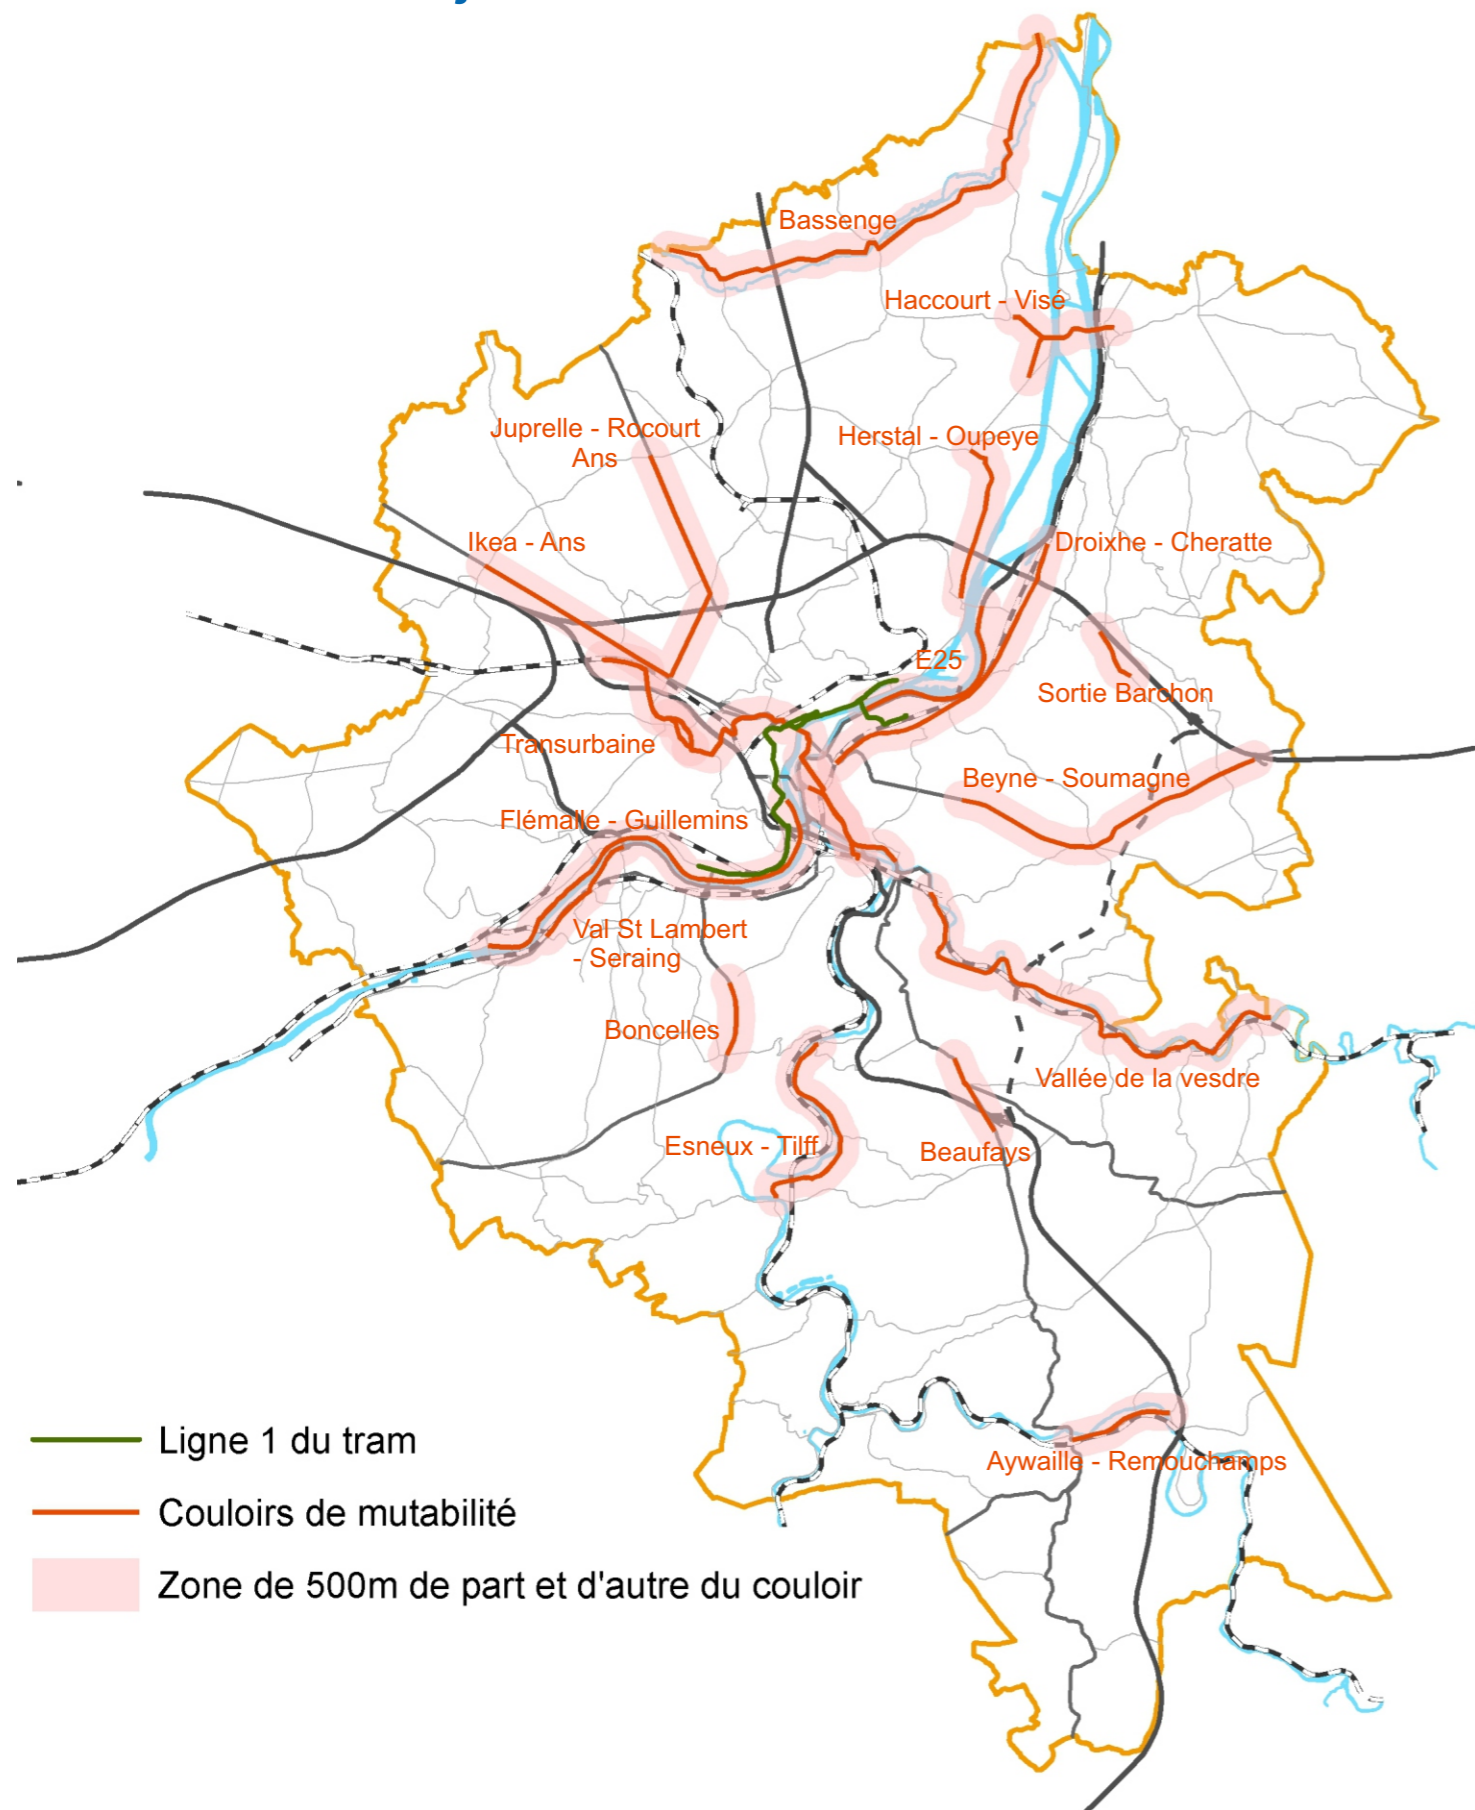 Bassenge
Haccourt - Visé
Juprelle - Rocourt
Ans
Herstal - Oupeye
Ikea - Ans
Droixhe - Cheratte
E25
Sortie Barchon
Transurbaine
Beyne - Soumagne
Flémalle - Guillemins
Val St Lambert
- Seraing
Boncelles
Vallée de la vesdre
Esneux - Tilff
Beaufays
Aywaille - Remouchamps
Ligne 1 du tram
Couloirs de mutabilité
Zone de 500m de part et d'autre du couloir